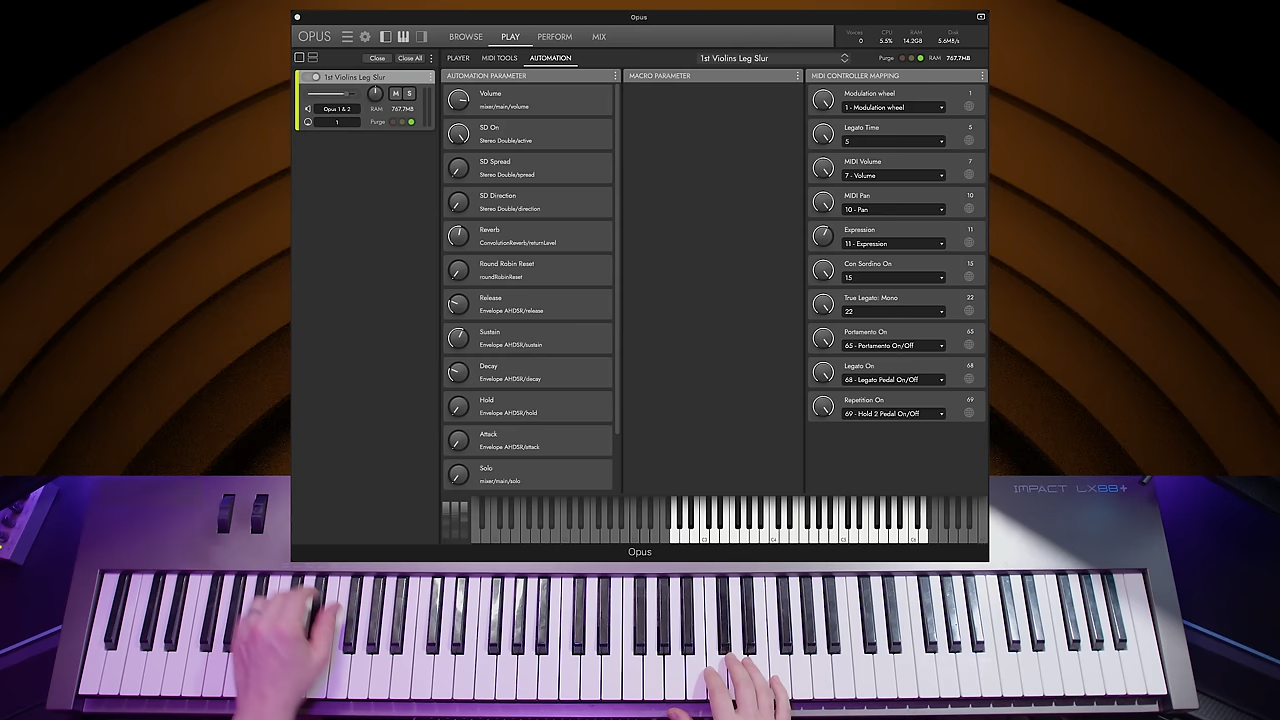 Opus
OPUS BROWSE PLAY PERFORM MIX
Voices CPU RAM Disk
0 5.5% 14.2GB 5.6MB/s
Close Close All
PLAYER MIDI TOOLS AUTOMATION
1st Violins Leg Slur
Purge RAM 767.7MB
1st Violins Leg Slur
M S
Opus 1 & 2 RAM 767.7MB
1 Purge
AUTOMATION PARAMETER
Volume
mixer/main/volume
SD On
Stereo Double/active
SD Spread
Stereo Double/spread
SD Direction
Stereo Double/direction
Reverb
ConvolutionReverb/returnLevel
Round Robin Reset
roundRobinReset
Release
Envelope AHDSR/release
Sustain
Envelope AHDSR/sustain
Decay
Envelope AHDSR/decay
Hold
Envelope AHDSR/hold
Attack
Envelope AHDSR/attack
Solo
mixer/main/solo
MACRO PARAMETER
MIDI CONTROLLER MAPPING
Modulation wheel 1
1 - Modulation wheel
Legato Time 5
5
MIDI Volume 7
7 - Volume
MIDI Pan 10
10 - Pan
Expression 11
11 - Expression
Con Sordino On 15
15
True Legato: Mono 22
22
Portamento On 65
65 - Portamento On/Off
Legato On 68
68 - Legato Pedal On/Off
Repetition On 69
69 - Hold 2 Pedal On/Off
C3 C4 C5 C6
Opus
IMPACT LX88+